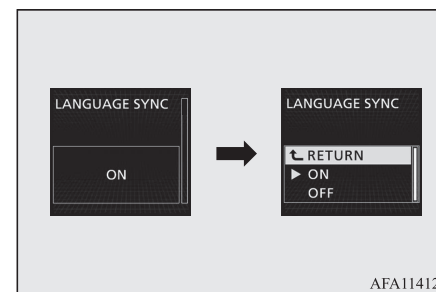 LANGUAGE SYNC
ON
LANGUAGE SYNC
RETURN
ON
OFF
AFA11412